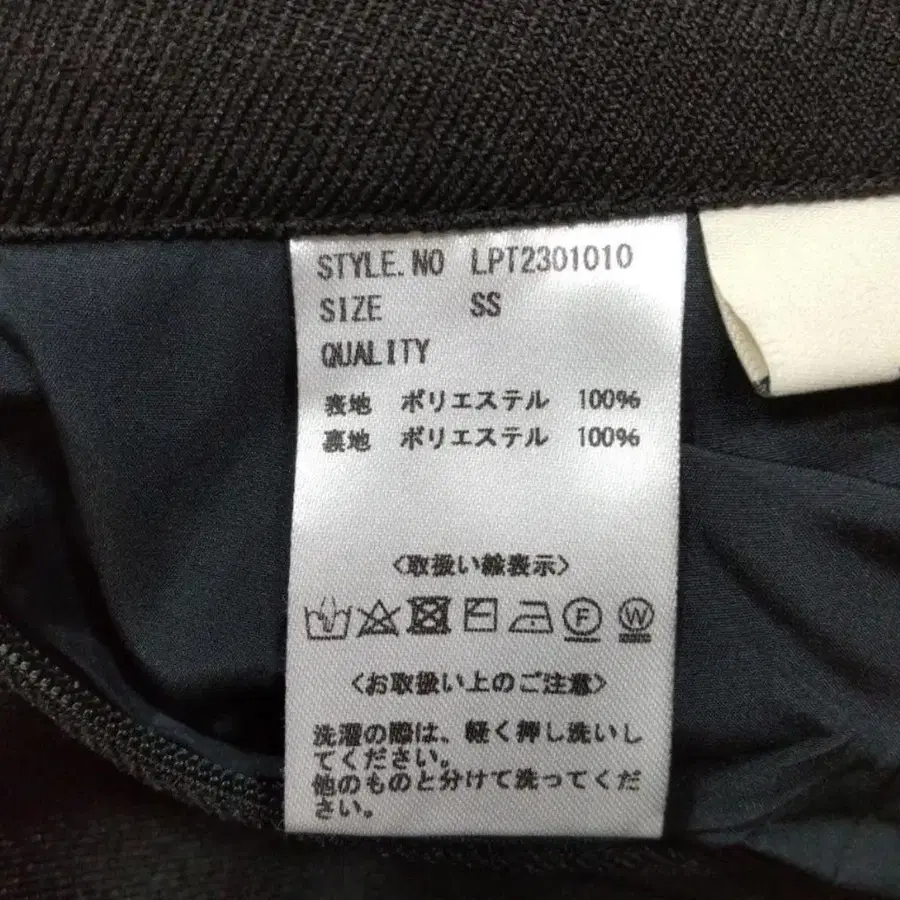 STYLE.NO LPT2301010
SIZE SS
QUALITY
表地 ポリエステル 100%
裏地 ポリエステル 100%
<取扱い絵表示>
F W
<お取扱い上のご注意>
洗濯の際は、軽く押し洗いし
てください。
他のものと分けて洗ってくだ
さい。